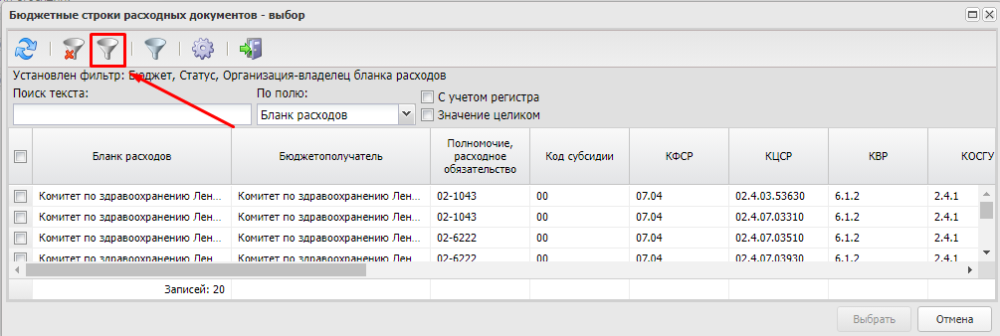 Бюджетные строки расходных документов - выбор
Установлен фильтр: Бюджет, Статус, Организация-владелец бланка расходов
Поиск текста: По полю: С учетом регистра
Бланк расходов Значение целиком
Бланк расходов Бюджетополучатель Полномочие, расходное обязательство Код субсидии КФСР КЦСР КВР КОСГУ
Комитет по здравоохранению Лен... Комитет по здравоохранению Лен... 02-1043 00 07.04 02.4.03.53630 6.1.2 2.4.1
Комитет по здравоохранению Лен... Комитет по здравоохранению Лен... 02-1043 00 07.04 02.4.07.03310 6.1.2 2.4.1
Комитет по здравоохранению Лен... Комитет по здравоохранению Лен... 02-6222 00 07.04 02.4.07.03510 6.1.2 2.4.1
Комитет по здравоохранению Лен... Комитет по здравоохранению Лен... 02-6222 00 07.04 02.4.07.03930 6.1.2 2.4.1
Записей: 20
Выбрать Отмена